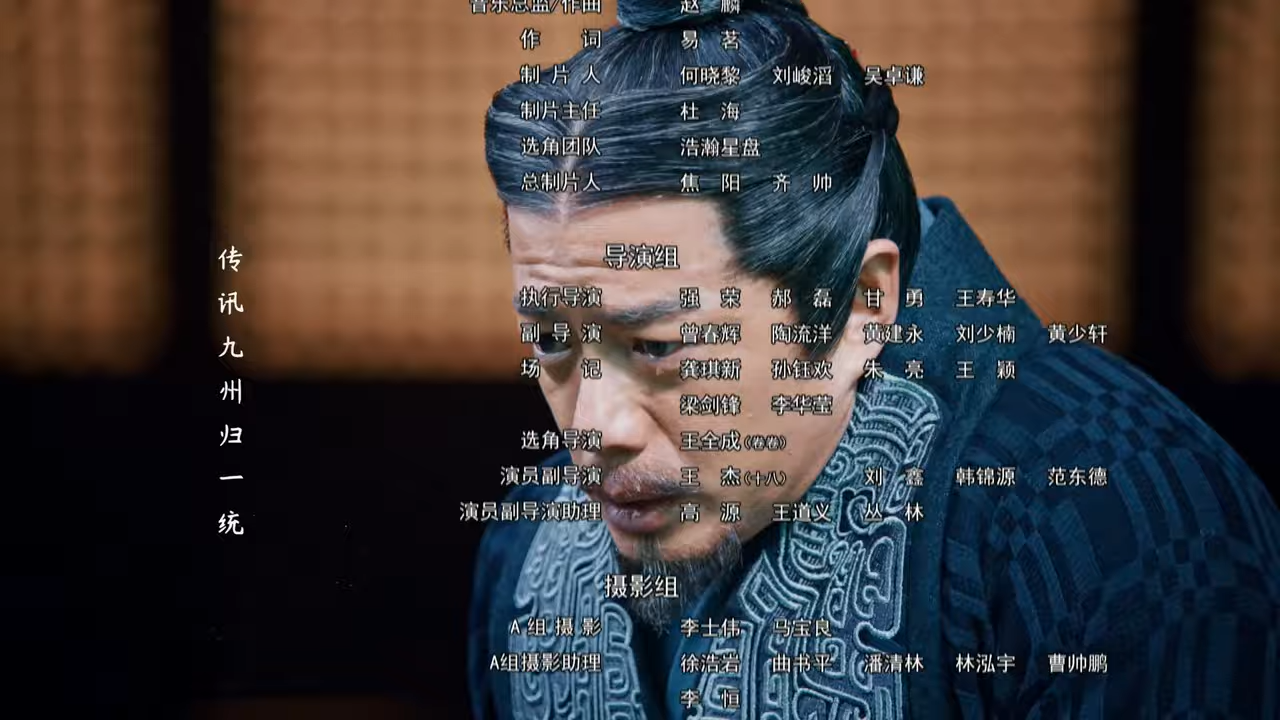 传讯九州归一统
音乐总监/作曲 赵 麟
作 词 易 茗
制 片 人 何晓黎 刘峻滔 吴卓谦
制片主任 杜 海
选角团队 浩瀚星盘
总制片人 焦 阳 齐 帅
导演组
执行导演 强 荣 郝 磊 甘 勇 王寿华
副 导 演 曾春辉 陶流洋 黄建永 刘少楠 黄少轩
场 记 龚琪新 孙钰欢 朱 亮 王 颖
梁剑锋 李华莹
选角导演 王全成(卷卷)
演员副导演 王 杰(十八) 刘 鑫 韩锦源 范东德
演员副导演助理 高 源 王道义 丛 林
摄影组
A 组 摄 影 李士伟 马宝良
A组摄影助理 徐浩岩 曲书平 潘清林 林泓宇 曹帅鹏
李 恒